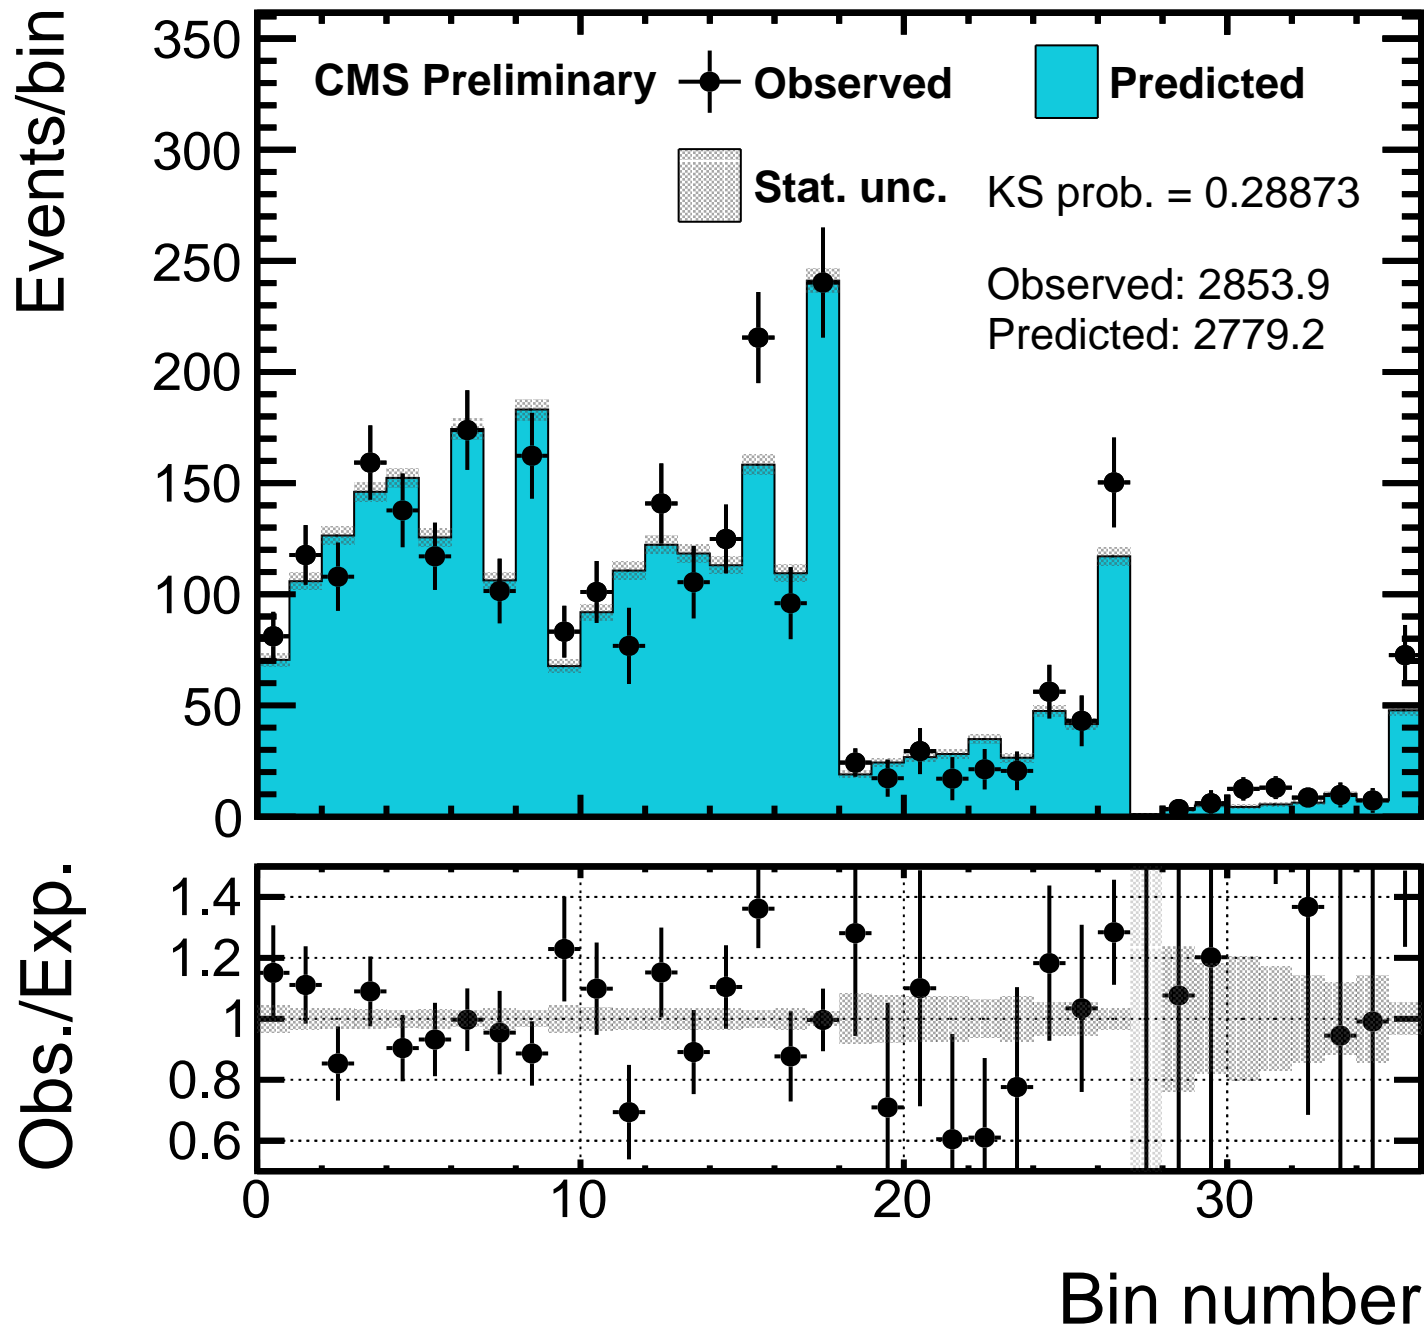 Events/bin
350
300
250
200
150
100
50
0
CMS Preliminary
Observed
Predicted
Stat. unc.
KS prob. = 0.28873
Observed: 2853.9
Predicted: 2779.2
Obs./Exp.
1.4
1.2
1
0.8
0.6
0 10 20 30
Bin number